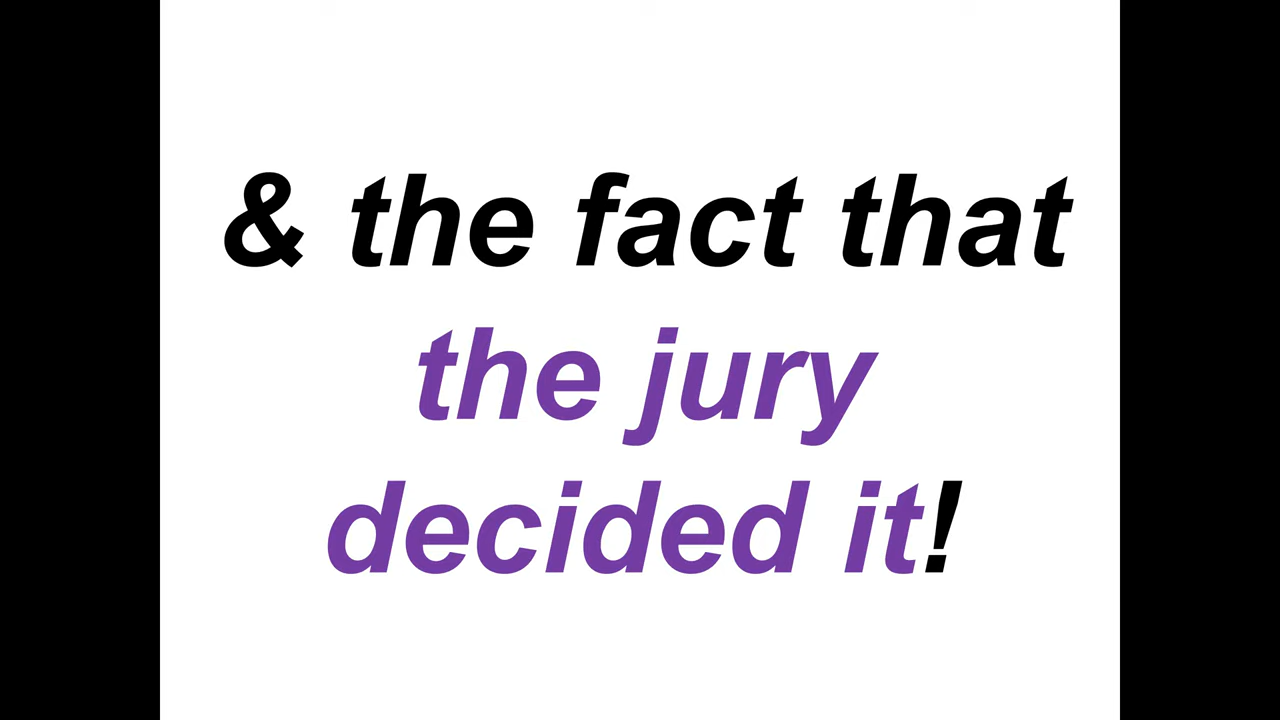 & the fact that
the jury
decided it!